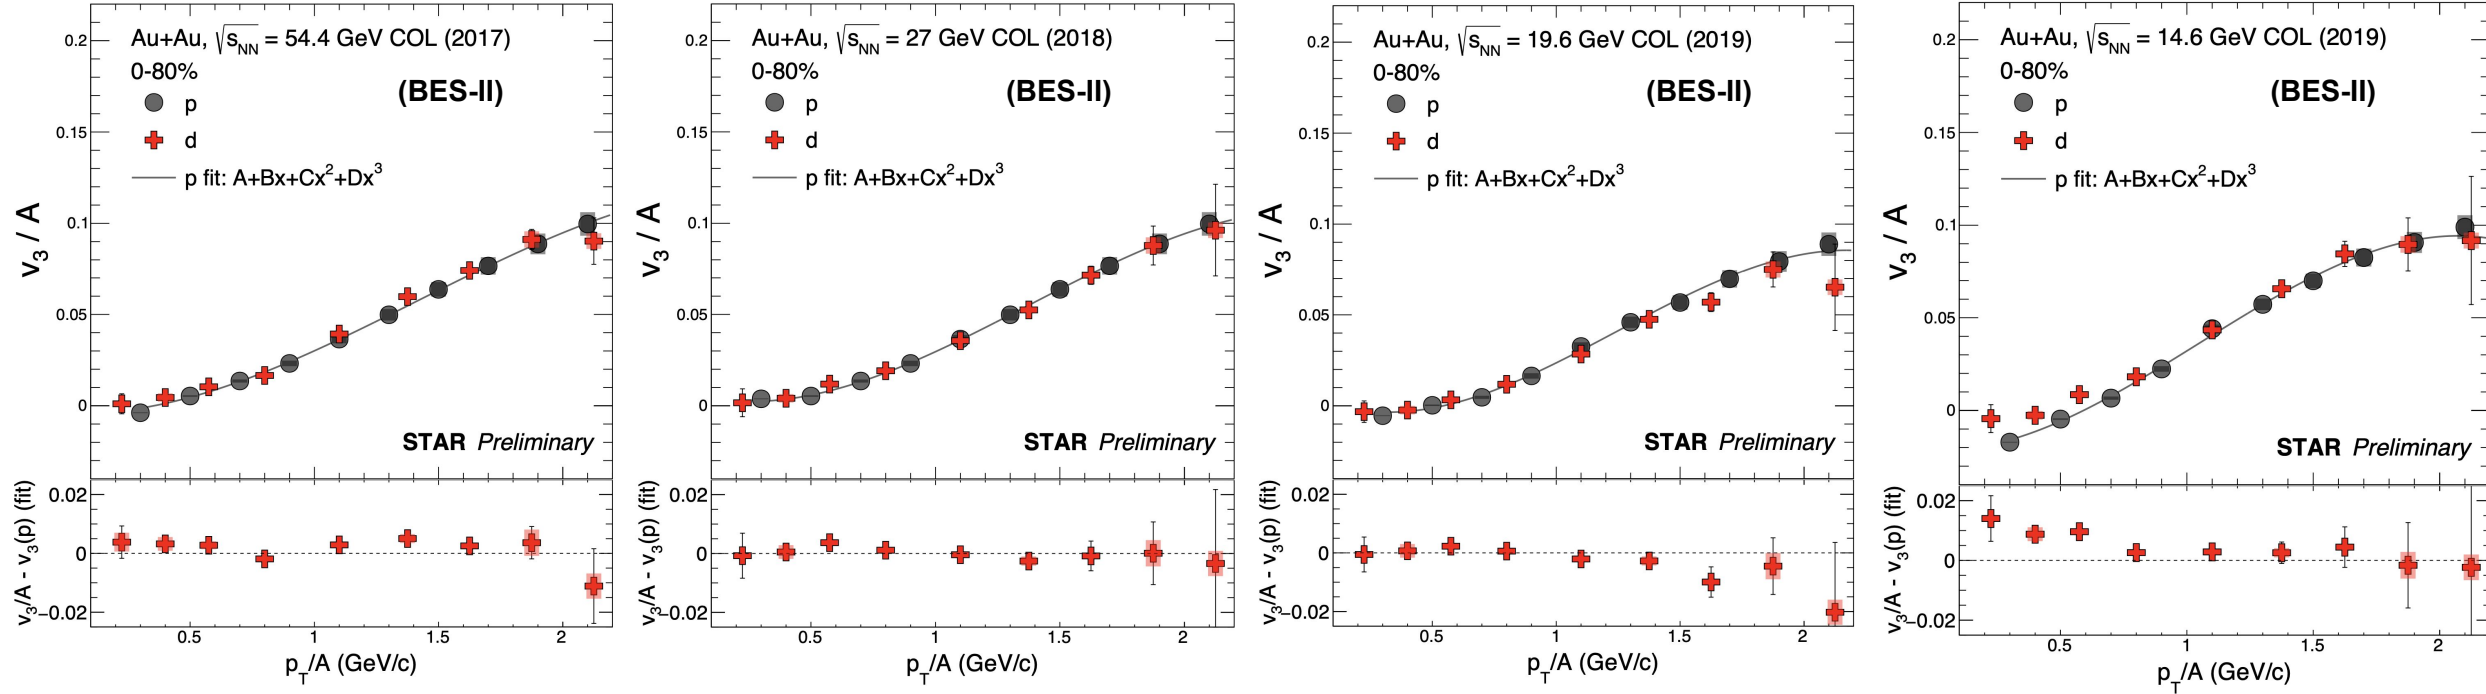 Au+Au, √s_NN = 54.4 GeV COL (2017)
0-80%
(BES-II)
p
d
p fit: A+Bx+Cx²+Dx³
v₃ / A
0.2
0.15
0.1
0.05
0
STAR Preliminary
v₃/A - v₃(p) (fit)
0.02
0
−0.02
0.5 1 1.5 2
p_T/A (GeV/c)
Au+Au, √s_NN = 27 GeV COL (2018)
0-80%
(BES-II)
p
d
p fit: A+Bx+Cx²+Dx³
v₃ / A
0.2
0.15
0.1
0.05
0
STAR Preliminary
v₃/A - v₃(p) (fit)
0.02
0
−0.02
0.5 1 1.5 2
p_T/A (GeV/c)
Au+Au, √s_NN = 19.6 GeV COL (2019)
0-80%
(BES-II)
p
d
p fit: A+Bx+Cx²+Dx³
v₃ / A
0.2
0.15
0.1
0.05
0
STAR Preliminary
v₃/A - v₃(p) (fit)
0.02
0
−0.02
0.5 1 1.5 2
p_T/A (GeV/c)
Au+Au, √s_NN = 14.6 GeV COL (2019)
0-80%
(BES-II)
p
d
p fit: A+Bx+Cx²+Dx³
v₃ / A
0.2
0.15
0.1
0.05
0
STAR Preliminary
v₃/A - v₃(p) (fit)
0.02
0
−0.02
0.5 1 1.5 2
p_T/A (GeV/c)